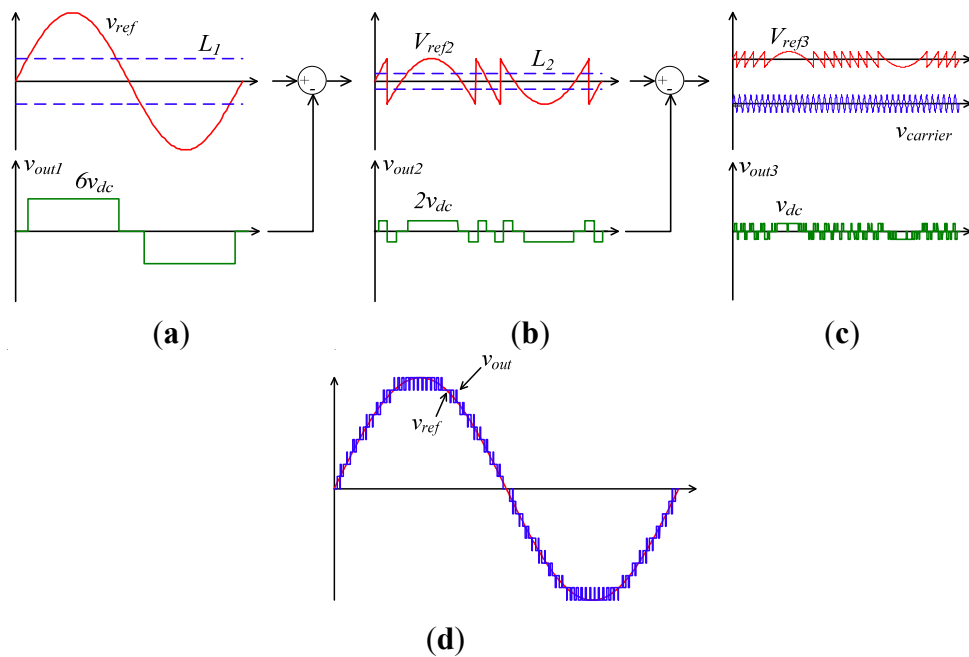 v_ref
L_1
v_out1
6v_dc
(a)
+
-
V_ref2
L_2
v_out2
2v_dc
(b)
+
-
V_ref3
v_carrier
v_out3
v_dc
(c)
v_out
v_ref
(d)